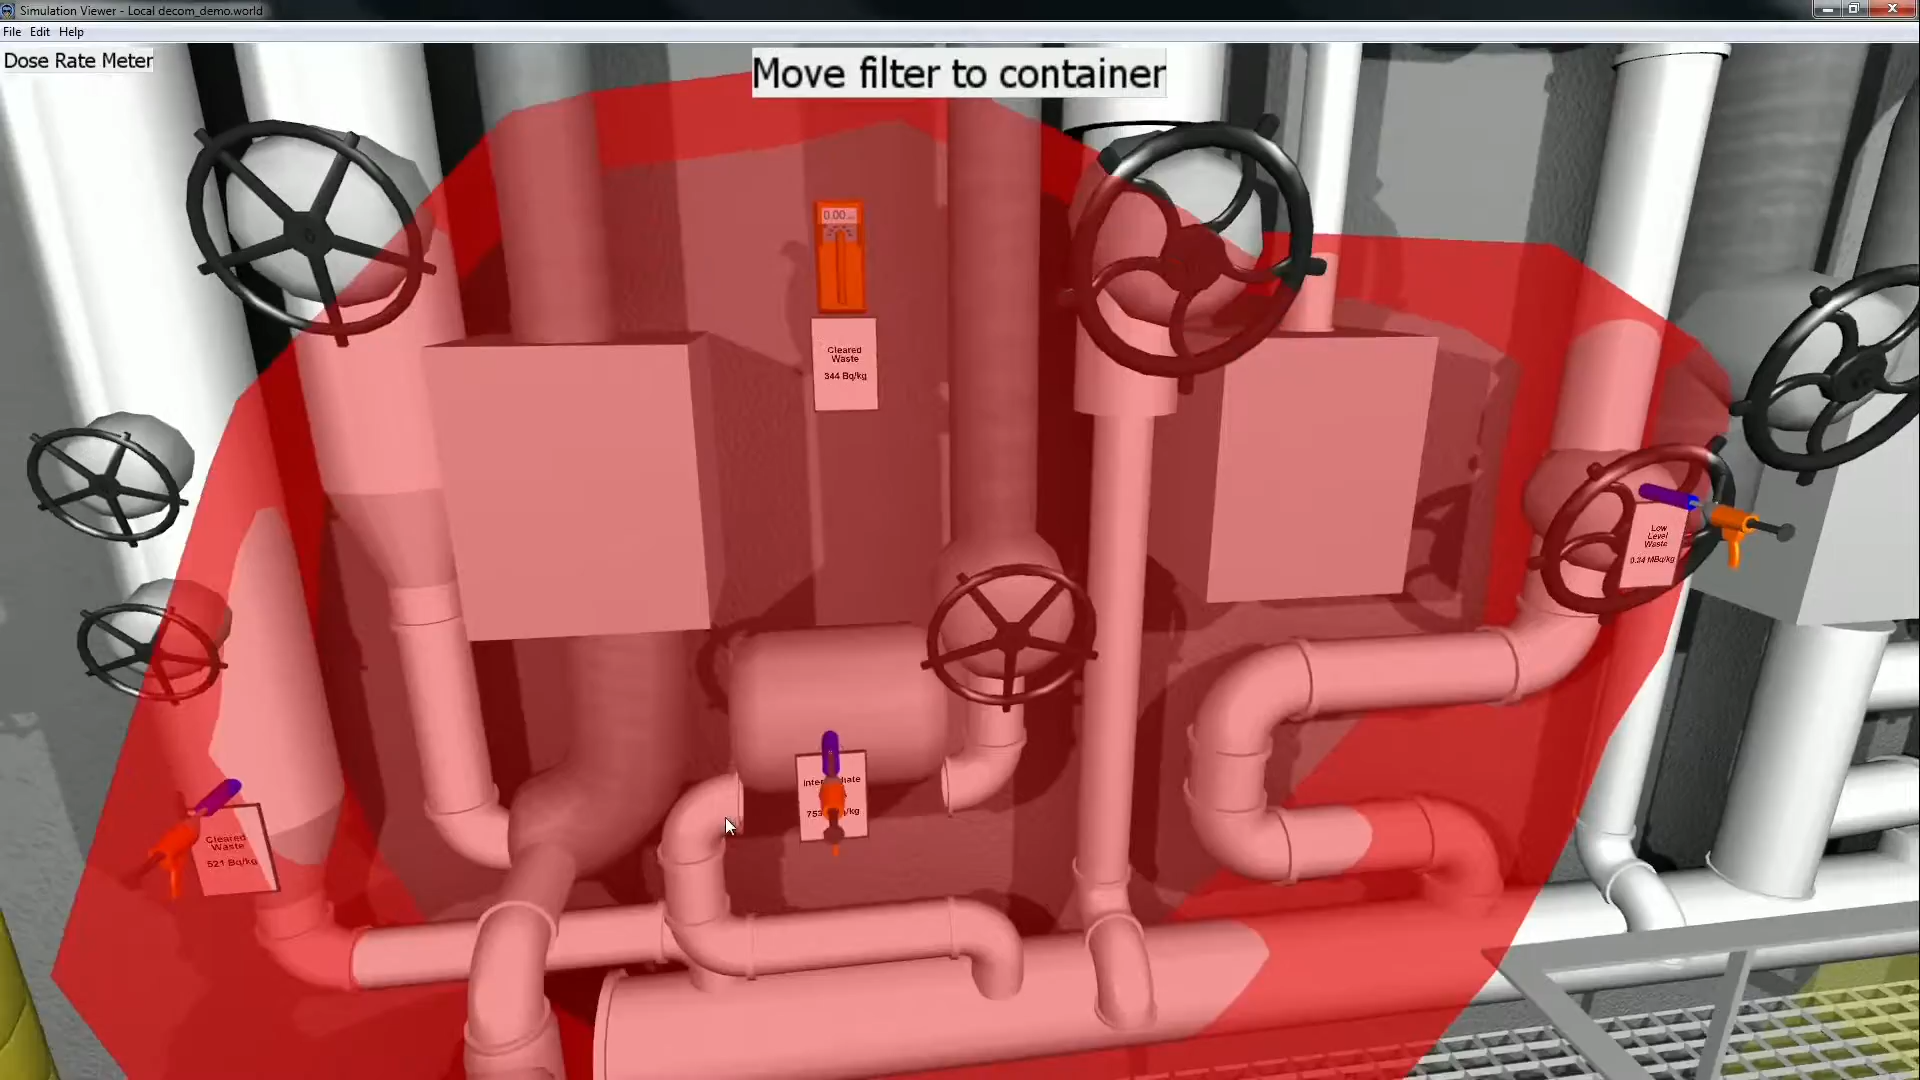 Simulation Viewer - Local decom_demo.world
File Edit Help
Dose Rate Meter
Move filter to container
0.00
Cleared
Waste
344 Bq/kg
Low
Level
Waste
0.34 MBq/kg
Cleared
Waste
521 Bq/kg